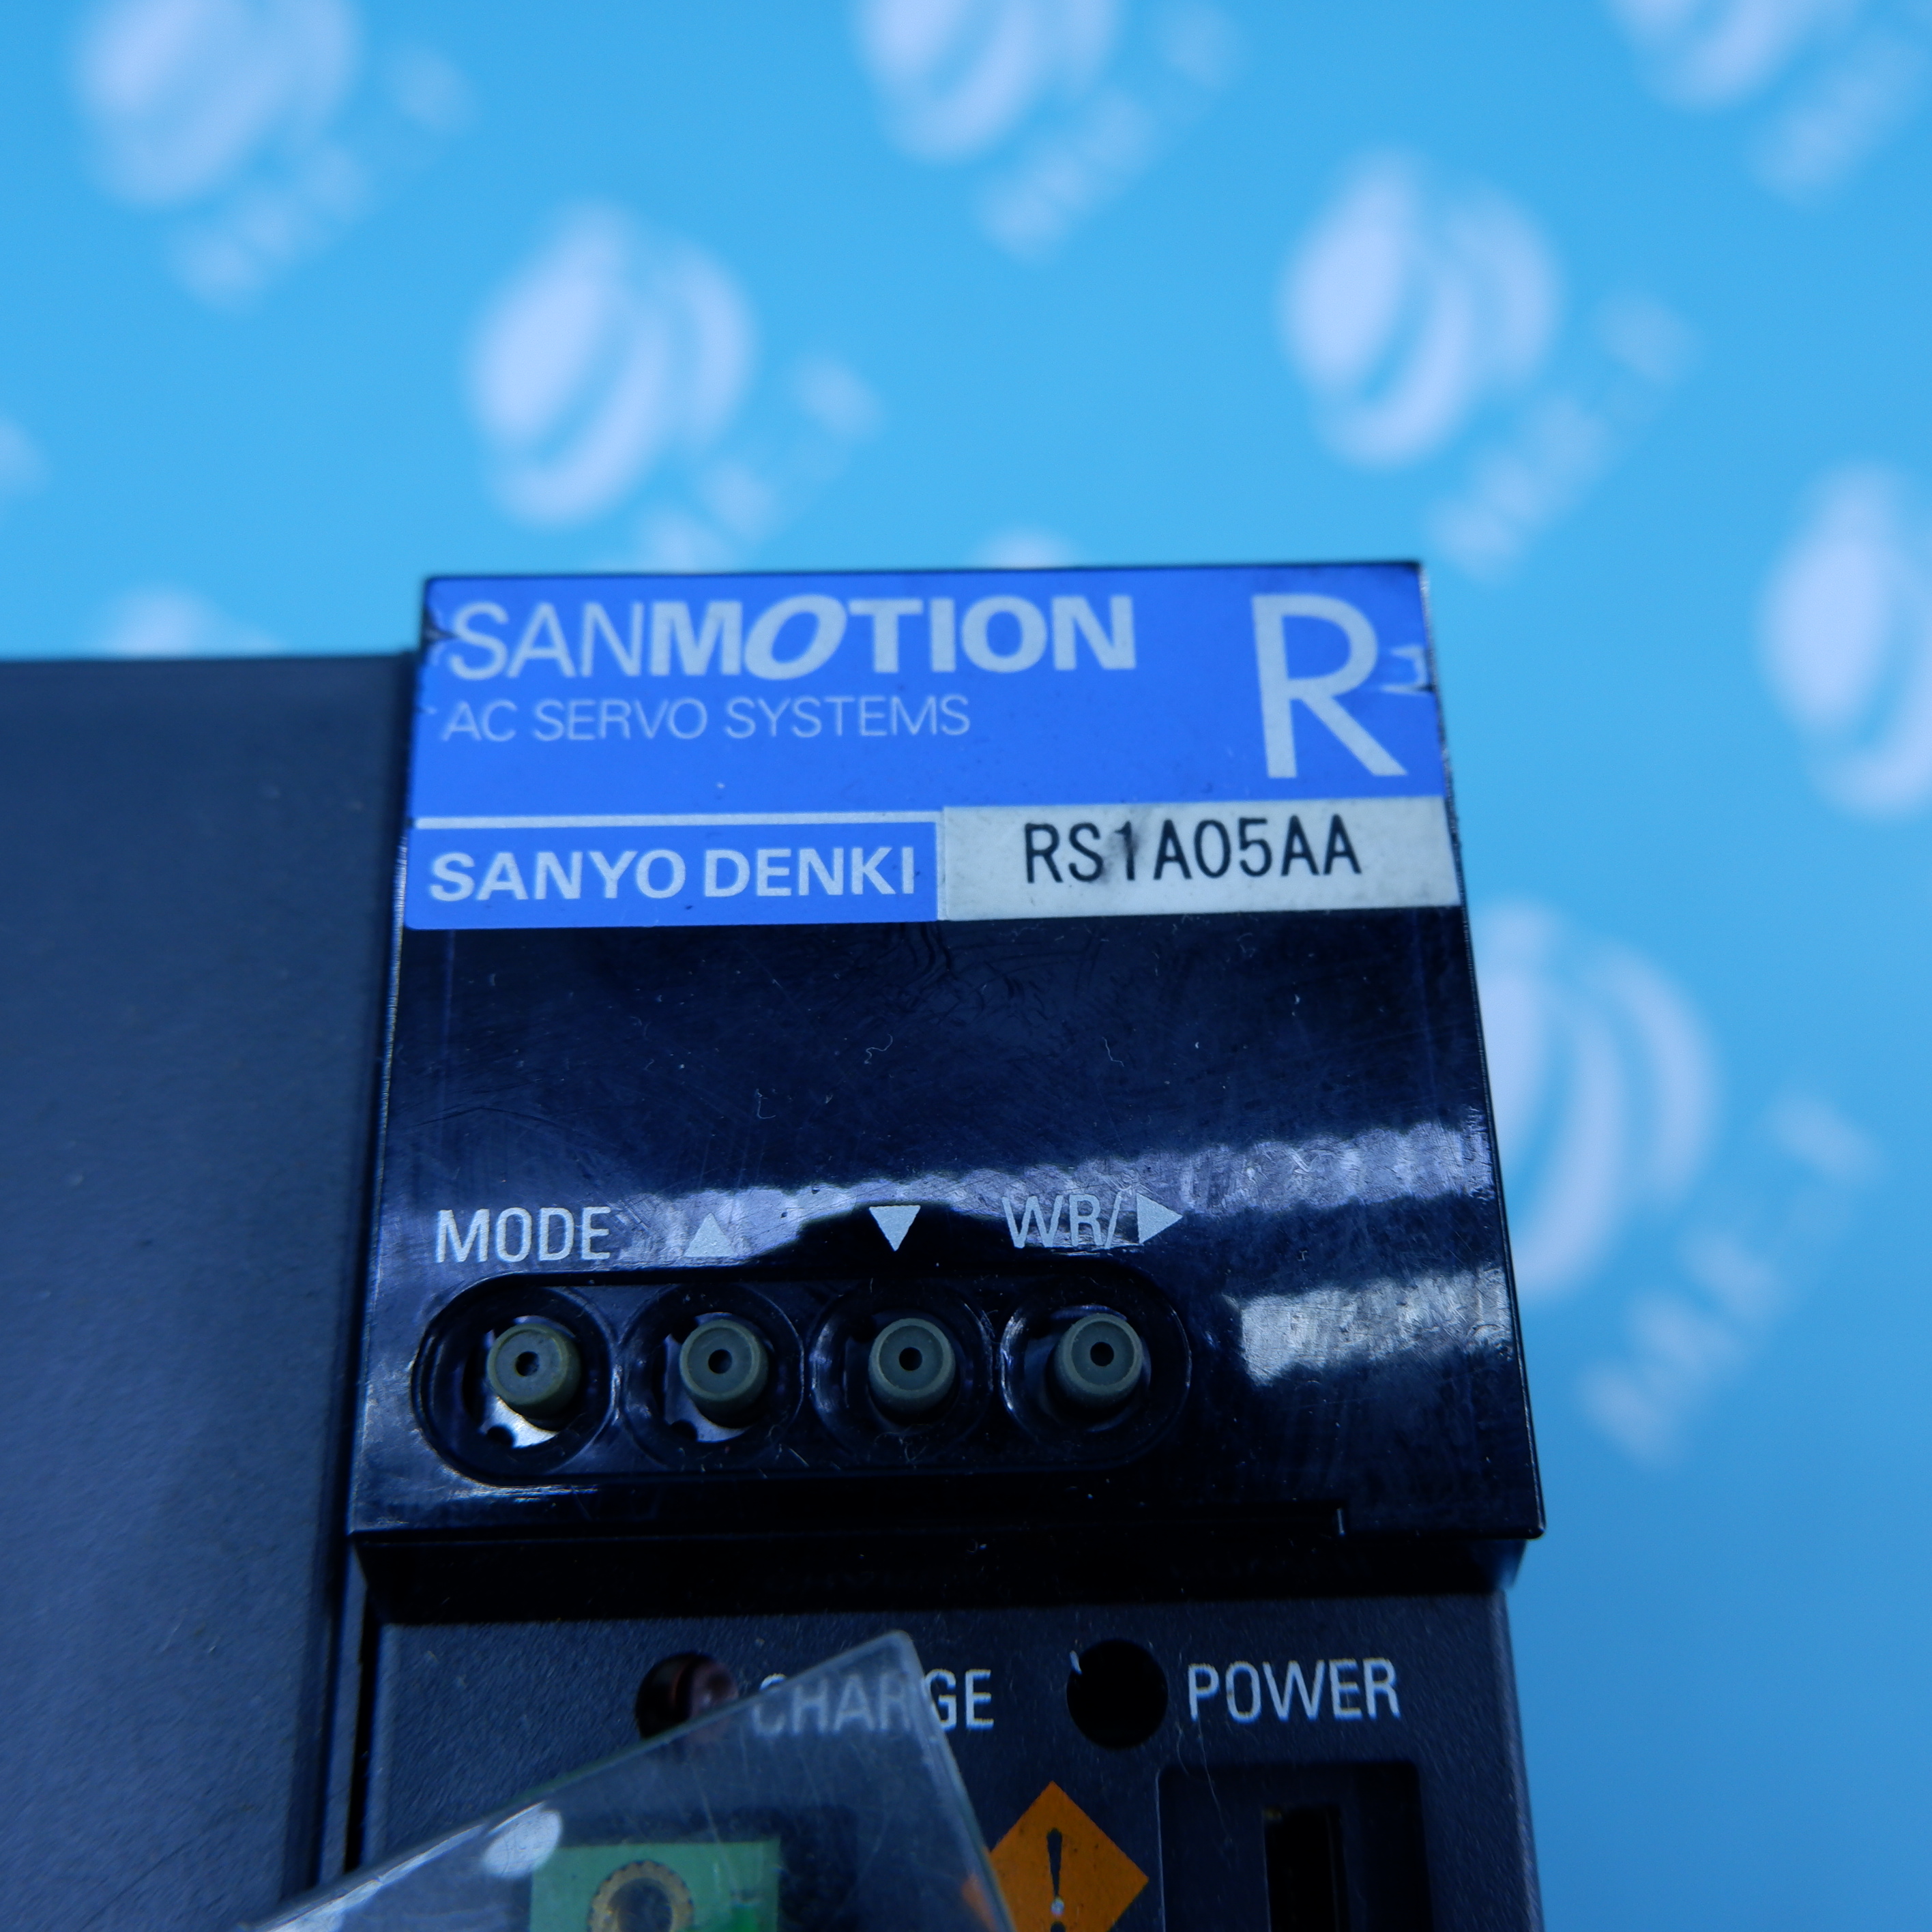 SANMOTION R
AC SERVO SYSTEMS
SANYO DENKI RS1A05AA
MODE ▲ ▼ WR/▶
CHARGE POWER
!